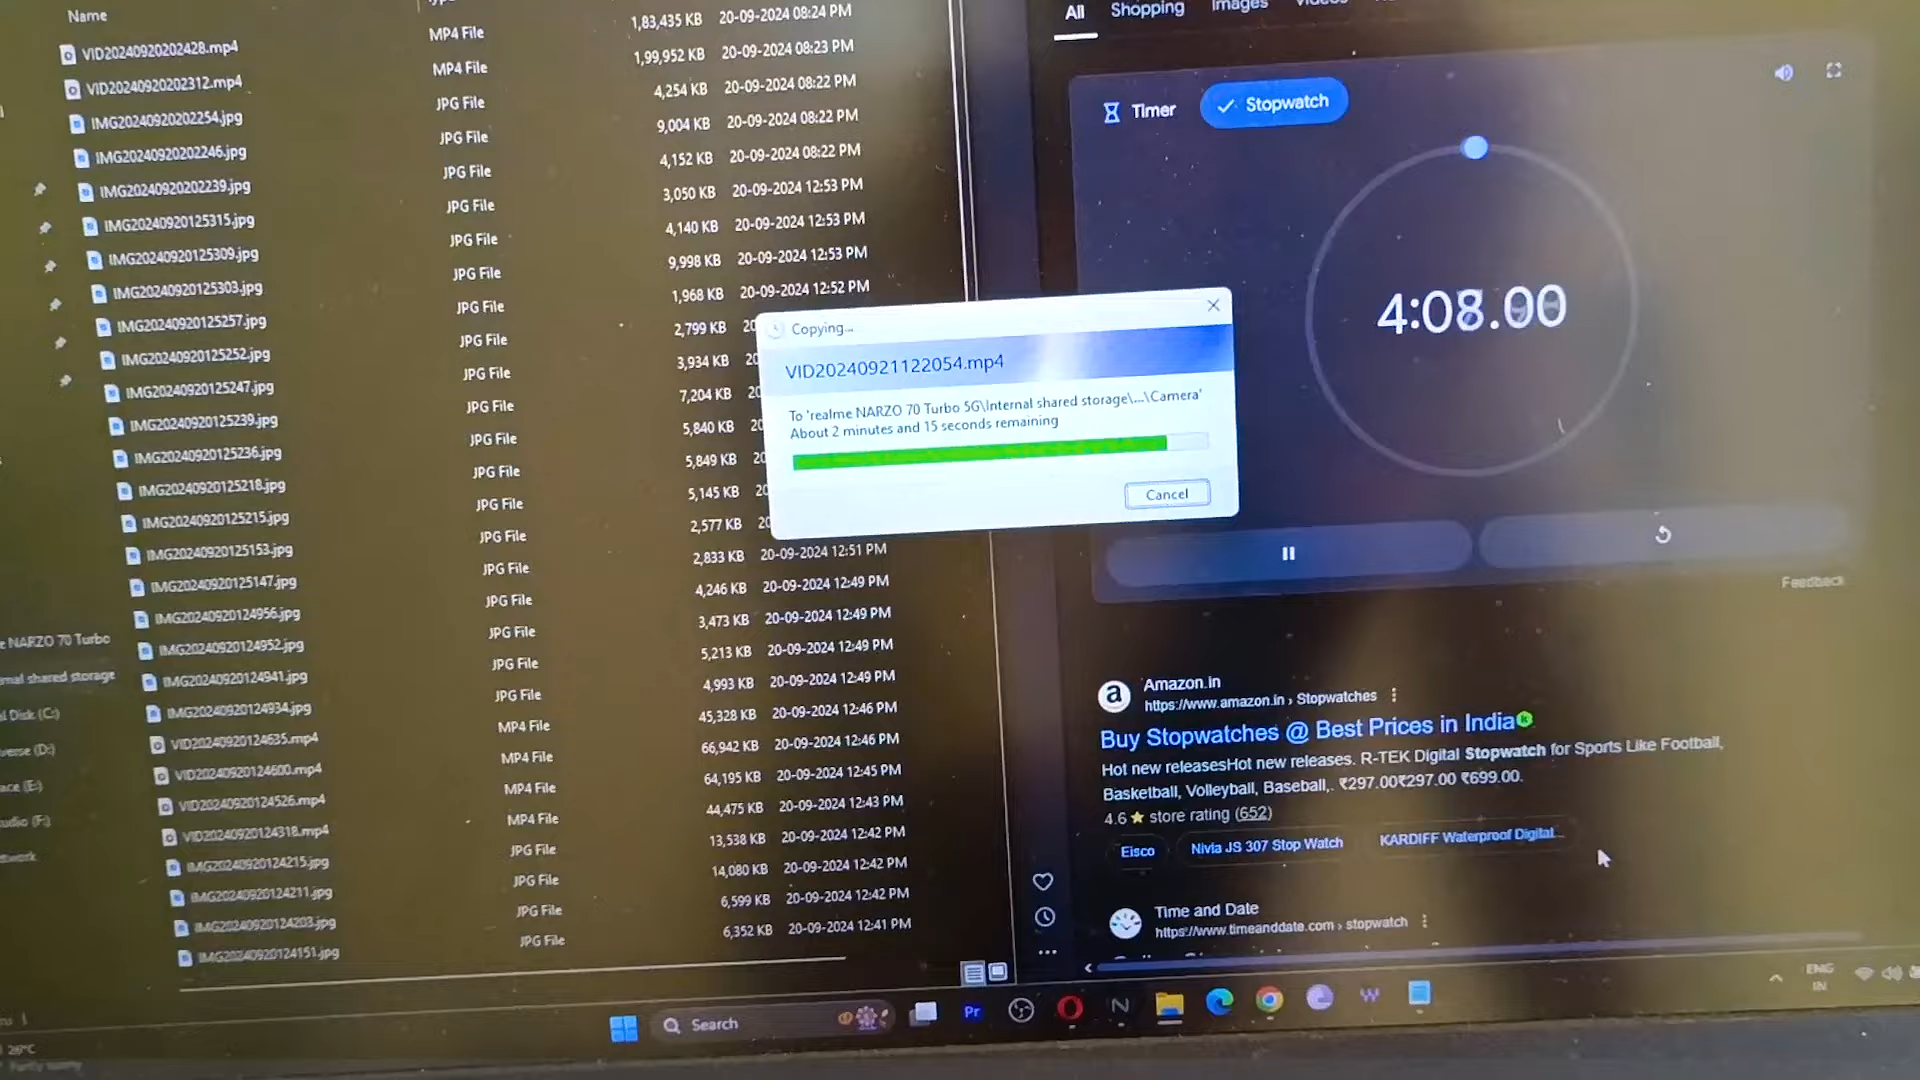 Name
VID20240920202428.mp4 MP4 File 1,83,435 KB 20-09-2024 08:24 PM
VID20240920202312.mp4 MP4 File 1,99,952 KB 20-09-2024 08:23 PM
IMG20240920202254.jpg JPG File 4,254 KB 20-09-2024 08:22 PM
IMG20240920202246.jpg JPG File 9,004 KB 20-09-2024 08:22 PM
IMG20240920202239.jpg JPG File 4,152 KB 20-09-2024 08:22 PM
IMG20240920125315.jpg JPG File 3,050 KB 20-09-2024 12:53 PM
IMG20240920125309.jpg JPG File 4,140 KB 20-09-2024 12:53 PM
IMG20240920125303.jpg JPG File 9,998 KB 20-09-2024 12:53 PM
IMG20240920125257.jpg JPG File 1,968 KB 20-09-2024 12:52 PM
IMG20240920125252.jpg JPG File 2,799 KB
IMG20240920125247.jpg JPG File 3,934 KB
IMG20240920125239.jpg JPG File 7,204 KB
IMG20240920125236.jpg JPG File 5,840 KB
IMG20240920125218.jpg JPG File 5,849 KB
IMG20240920125215.jpg JPG File 5,145 KB
IMG20240920125153.jpg JPG File 2,577 KB
IMG20240920125147.jpg JPG File 2,833 KB 20-09-2024 12:51 PM
IMG20240920124956.jpg JPG File 4,246 KB 20-09-2024 12:49 PM
IMG20240920124952.jpg JPG File 3,473 KB 20-09-2024 12:49 PM
IMG20240920124941.jpg JPG File 5,213 KB 20-09-2024 12:49 PM
IMG20240920124934.jpg JPG File 4,993 KB 20-09-2024 12:49 PM
VID20240920124635.mp4 MP4 File 45,328 KB 20-09-2024 12:46 PM
VID20240920124600.mp4 MP4 File 66,942 KB 20-09-2024 12:46 PM
VID20240920124526.mp4 MP4 File 64,195 KB 20-09-2024 12:45 PM
VID20240920124318.mp4 MP4 File 44,475 KB 20-09-2024 12:43 PM
IMG20240920124215.jpg JPG File 13,538 KB 20-09-2024 12:42 PM
IMG20240920124211.jpg JPG File 14,080 KB 20-09-2024 12:42 PM
IMG20240920124203.jpg JPG File 6,599 KB 20-09-2024 12:42 PM
IMG20240920124151.jpg JPG File 6,352 KB 20-09-2024 12:41 PM
NARZO 70 Turbo
shared storage
Disk (C:)
(D:)
(E:)
(F:)
Copying...
VID20240921122054.mp4
To 'realme NARZO 70 Turbo 5G\Internal shared storage\...\Camera'
About 2 minutes and 15 seconds remaining
Cancel
All Shopping Images
Timer Stopwatch
4:08.00
Feedback
Amazon.in
https://www.amazon.in › Stopwatches
Buy Stopwatches @ Best Prices in India
Hot new releasesHot new releases. R-TEK Digital Stopwatch for Sports Like Football,
Basketball, Volleyball, Baseball,. ₹297.00₹297.00 ₹699.00.
4.6 ★ store rating (652)
Eisco Nivia JS 307 Stop Watch KARDIFF Waterproof Digital...
Time and Date
https://www.timeanddate.com › stopwatch
26°C
Partly sunny
Search
Pr
ENG
IN